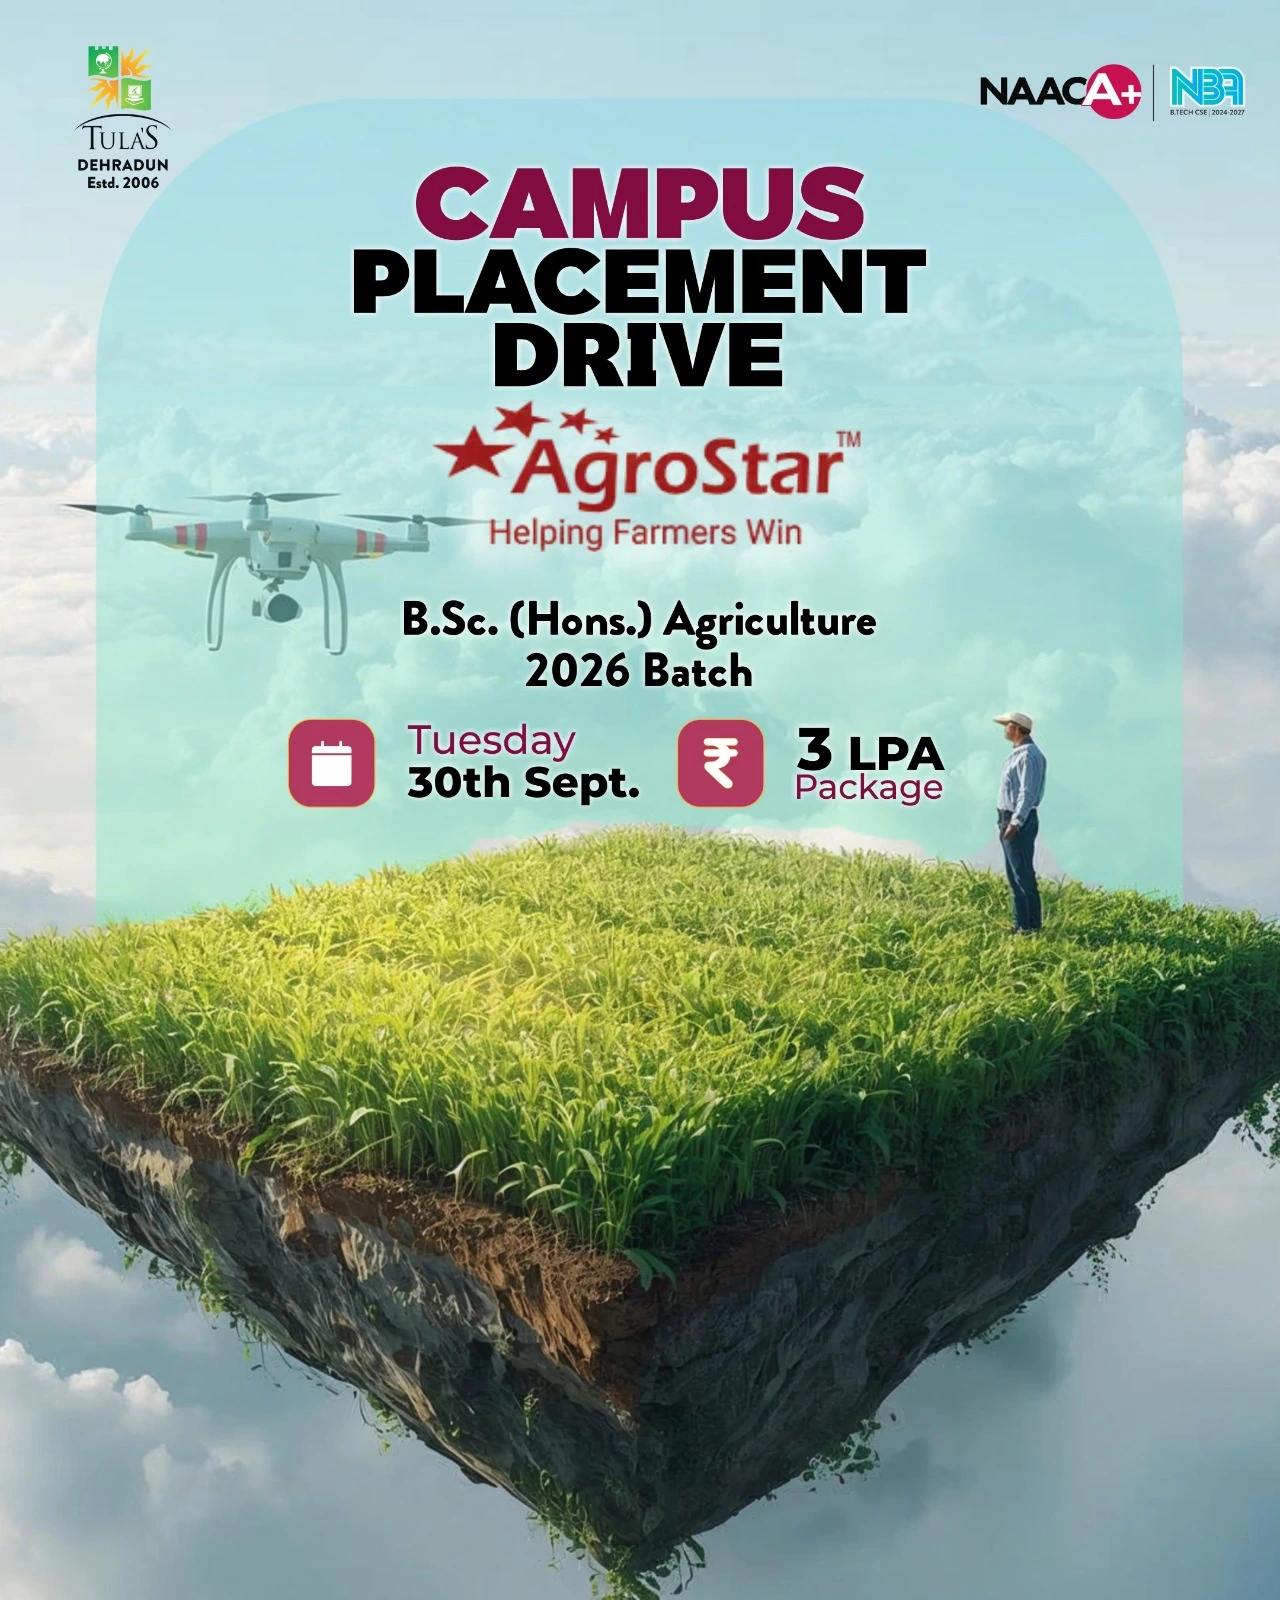 TULA'S
DEHRADUN
Estd. 2006
NAAC A+
NBA
B.TECH CSE | 2024-2027
CAMPUS
PLACEMENT
DRIVE
AgroStar™
Helping Farmers Win
B.Sc. (Hons.) Agriculture
2026 Batch
Tuesday
30th Sept.
₹
3 LPA
Package